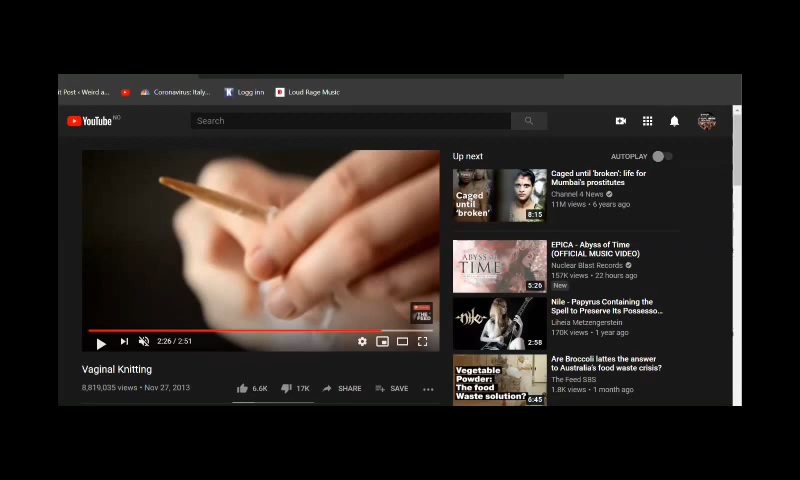 it Post ‹ Weird a...
Coronavirus: Italy,...
Logg inn
Loud Rage Music
YouTube NO
Search
Up next
AUTOPLAY
Caged until 'broken'
8:15
Caged until 'broken': life for
Mumbai's prostitutes
Channel 4 News
11M views • 6 years ago
ABYSS OF
TIME
5:26
EPICA - Abyss of Time
(OFFICIAL MUSIC VIDEO)
Nuclear Blast Records
157K views • 22 hours ago
New
nile
2:58
Nile - Papyrus Containing the
Spell to Preserve Its Possesso...
Liheia Metzengerstein
170K views • 1 year ago
Vegetable
Powder:
The food
Waste solution?
6:45
Are Broccoli lattes the answer
to Australia's food waste crisis?
The Feed SBS
1.8K views • 1 month ago
THE
FEED
2:26 / 2:51
Vaginal Knitting
8,819,035 views • Nov 27, 2013
6.6K
17K
SHARE
SAVE